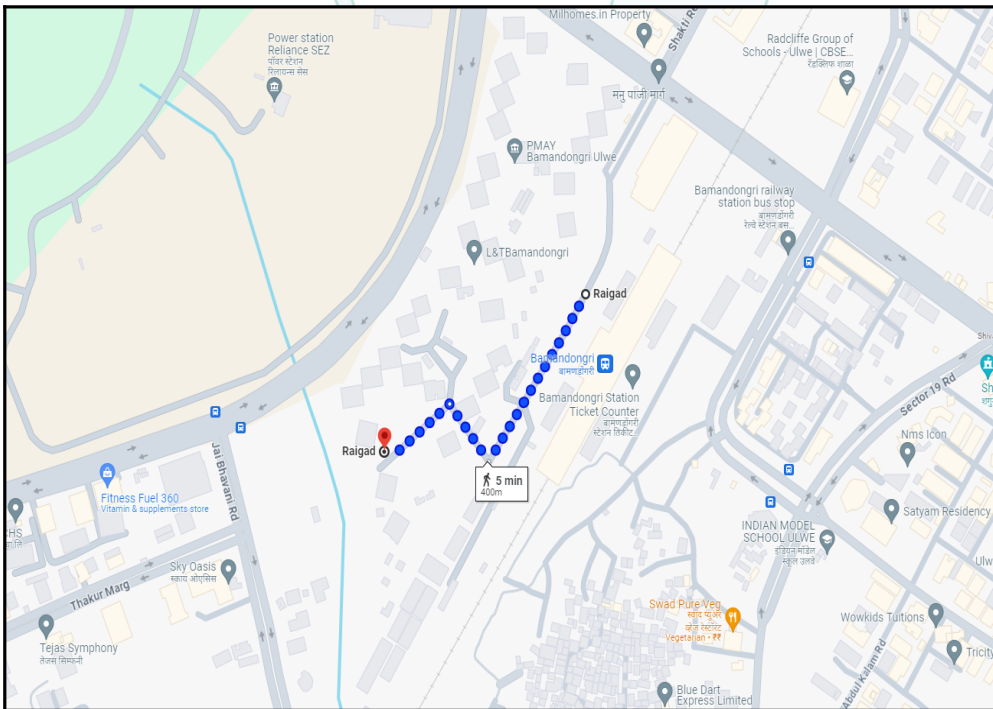 Milhomes.in Property
Shakti Rd
Power station
Reliance SEZ
पॉवर स्टेशन
रिलायन्स सेस
Radcliffe Group of
Schools - Ulwe | CBSE...
रॅडक्लिफ शाळा
मनु पांजी मार्ग
PMAY
Bamandongri Ulwe
Bamandongri railway
station bus stop
बामणडोंगरी
रेल्वे स्टेशन बस...
L&TBamandongri
Raigad
Bamandongri
बामणडोंगरी
Bamandongri Station
Ticket Counter
बामणडोंगरी
स्टेशन तिकीट...
Sh
Sector 19 Rd
Raigad
5 min
400m
Nms Icon
Jai Bhavani Rd
Fitness Fuel 360
Vitamin & supplements store
CHS
Satyam Residency
INDIAN MODEL
SCHOOL ULWE
इंडियन मॉडेल
स्कूल उलवे
Sky Oasis
स्काय ओएसिस
Thakur Marg
Ulw
Swad Pure Veg
स्वाद प्युअर
व्हेज रेस्टॉरंट
Vegetarian • ₹₹
Wowkids Tuitions
Tejas Symphony
तेजस सिम्फनी
Tricity
Abdul Kalam Rd
Blue Dart
Express Limited